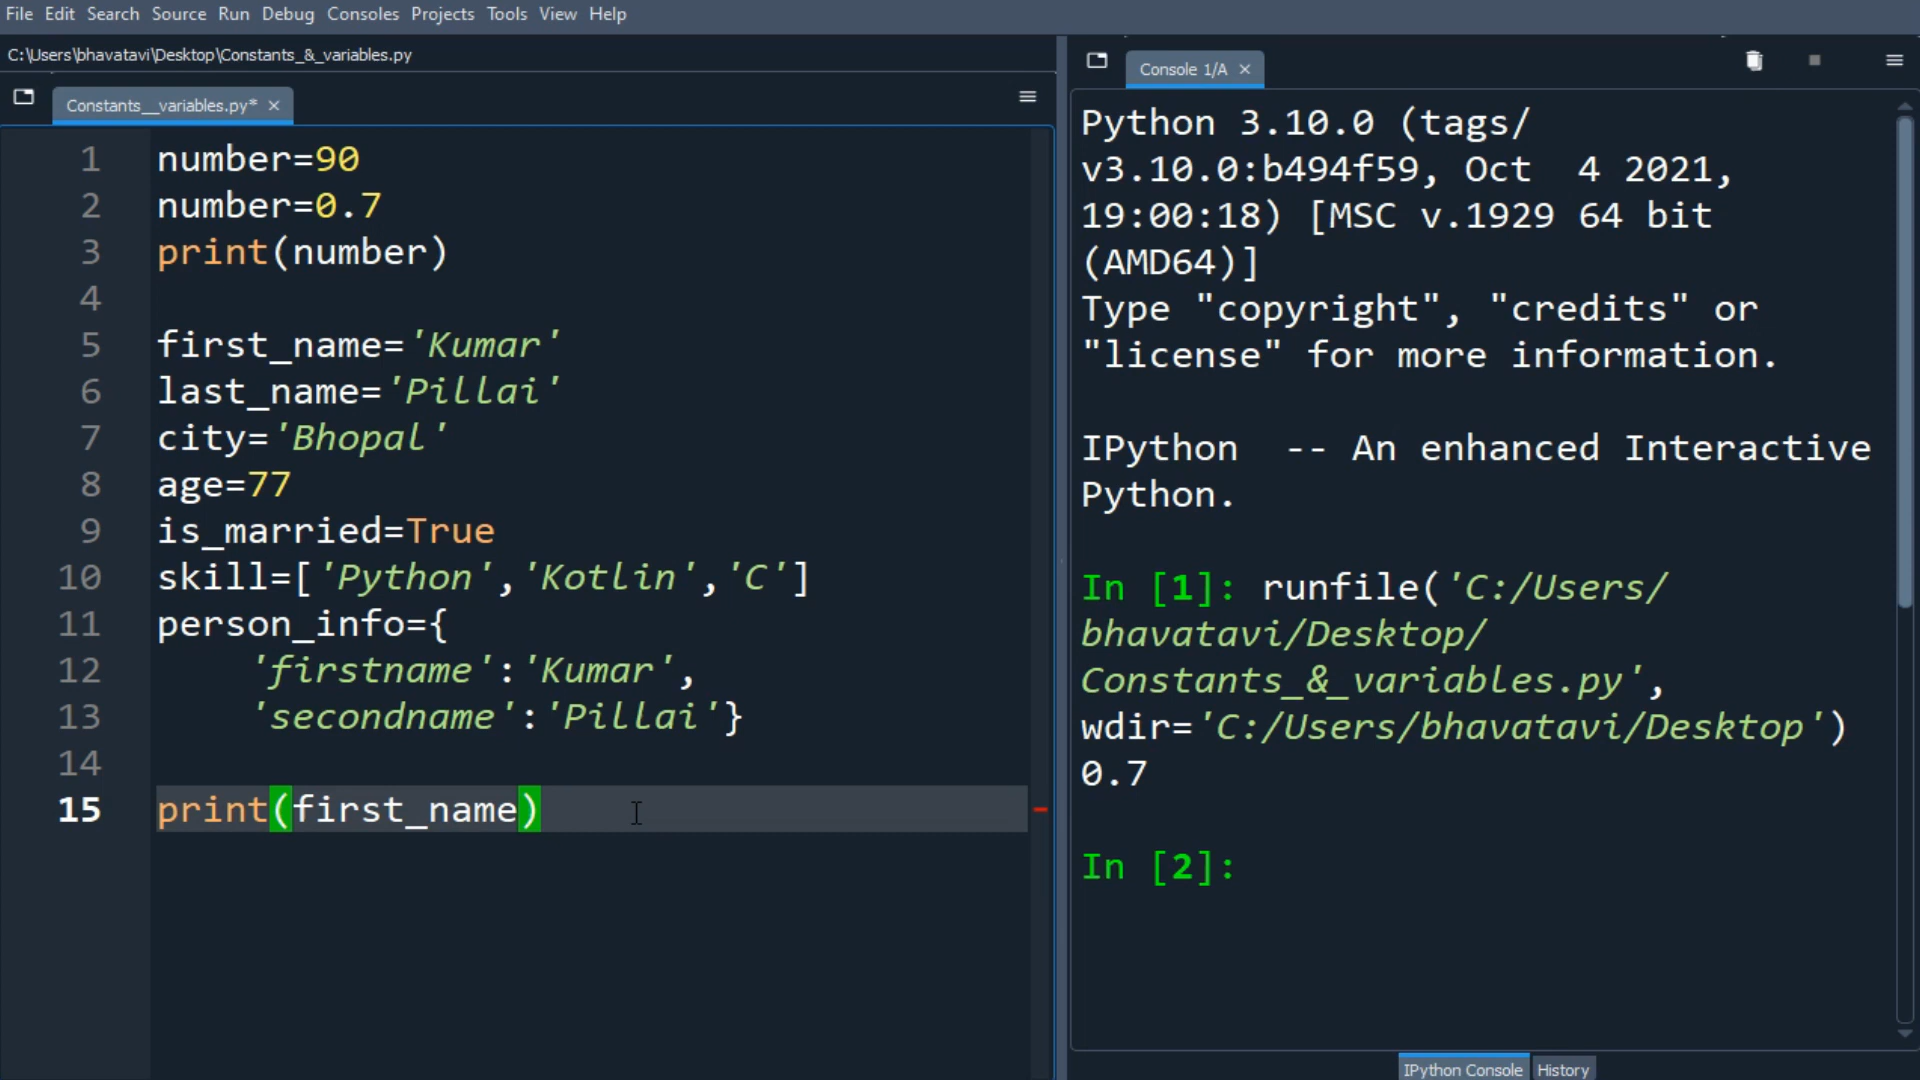 File Edit Search Source Run Debug Consoles Projects Tools View Help
C:\Users\bhavatavi\Desktop\Constants_&_variables.py
Constants__variables.py*
1 number=90
2 number=0.7
3 print(number)
4
5 first_name='Kumar'
6 last_name='Pillai'
7 city='Bhopal'
8 age=77
9 is_married=True
10 skill=['Python','Kotlin','C']
11 person_info={
12 'firstname':'Kumar',
13 'secondname':'Pillai'}
14
15 print(first_name)
Console 1/A
Python 3.10.0 (tags/
v3.10.0:b494f59, Oct  4 2021,
19:00:18) [MSC v.1929 64 bit
(AMD64)]
Type "copyright", "credits" or
"license" for more information.
IPython  -- An enhanced Interactive
Python.
In [1]: runfile('C:/Users/
bhavatavi/Desktop/
Constants_&_variables.py',
wdir='C:/Users/bhavatavi/Desktop')
0.7
In [2]:
IPython Console History